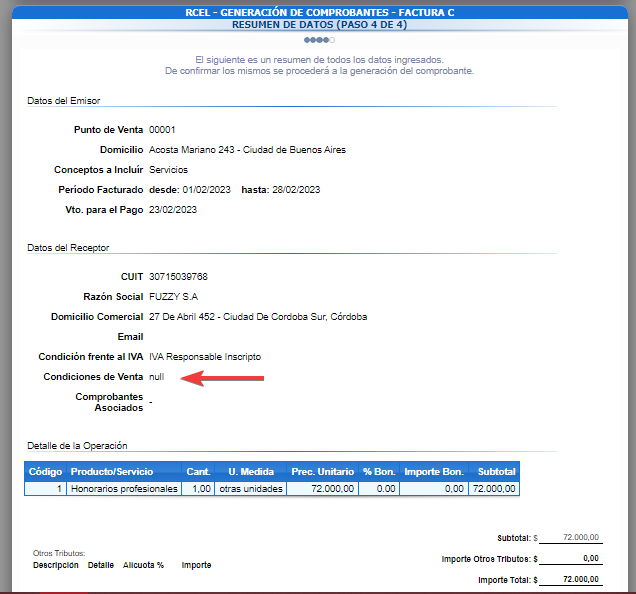 RCEL - GENERACIÓN DE COMPROBANTES - FACTURA C
RESUMEN DE DATOS (PASO 4 DE 4)
El siguiente es un resumen de todos los datos ingresados.
De confirmar los mismos se procederá a la generación del comprobante.
Datos del Emisor
Punto de Venta 00001
Domicilio Acosta Mariano 243 - Ciudad de Buenos Aires
Conceptos a Incluír Servicios
Período Facturado desde: 01/02/2023 hasta: 28/02/2023
Vto. para el Pago 23/02/2023
Datos del Receptor
CUIT 30715039768
Razón Social FUZZY S.A
Domicilio Comercial 27 De Abril 452 - Ciudad De Cordoba Sur, Córdoba
Email
Condición frente al IVA IVA Responsable Inscripto
Condiciones de Venta null
Comprobantes
Asociados -
Detalle de la Operación
Código Producto/Servicio Cant. U. Medida Prec. Unitario % Bon. Importe Bon. Subtotal
1 Honorarios profesionales 1,00 otras unidades 72.000,00 0.00 0,00 72.000,00
Subtotal: $ 72.000,00
Otros Tributos:
Descripción Detalle Alicuota % Importe
Importe Otros Tributos: $ 0,00
Importe Total: $ 72.000,00